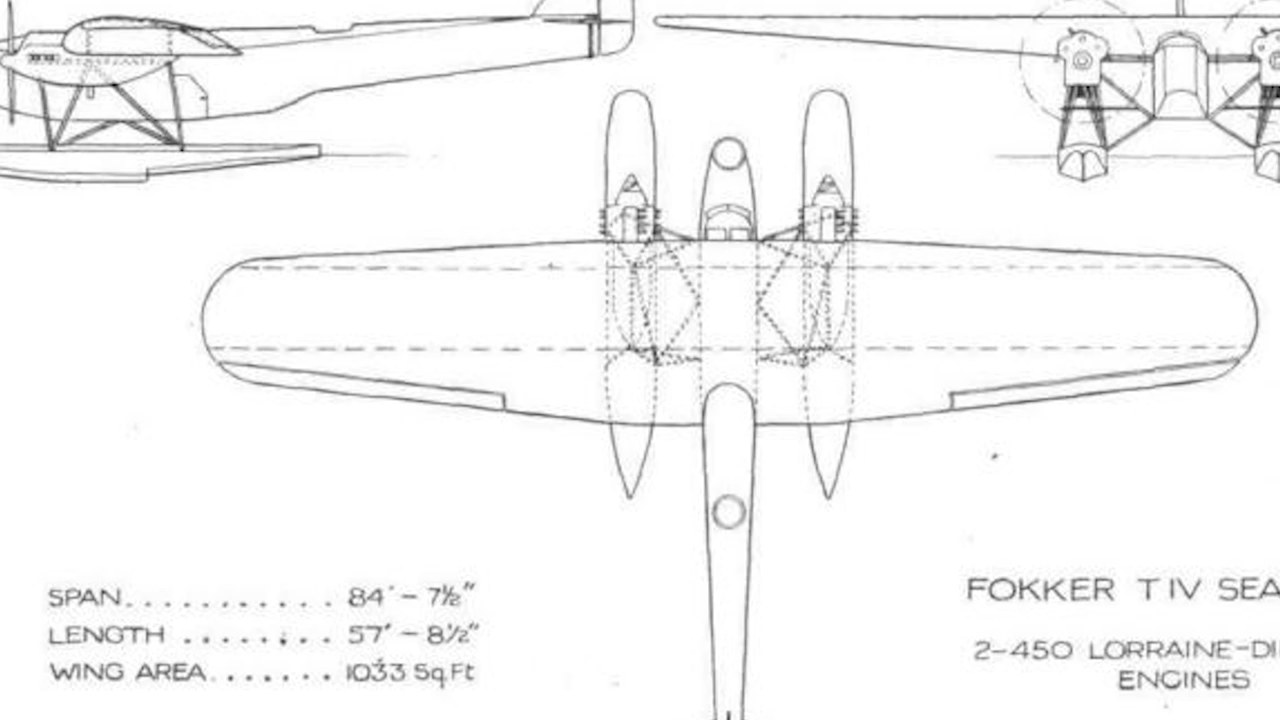 SPAN........... 84' - 7½"
LENGTH ....... 57' - 8½"
WING AREA....... 1033 Sq.Ft
FOKKER T IV SEA
2-450 LORRAINE-DI
ENGINES